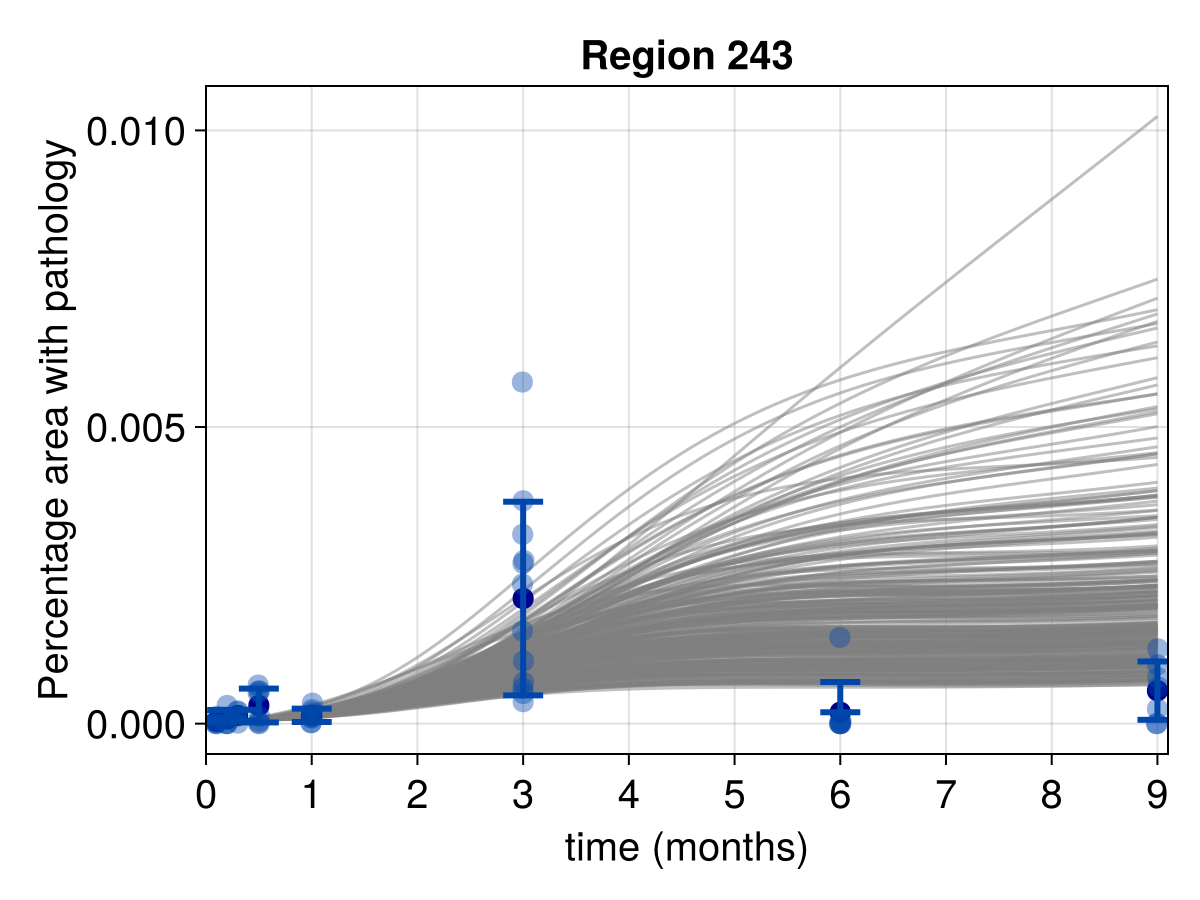 Region 243
Percentage area with pathology
0.010
0.005
0.000
0 1 2 3 4 5 6 7 8 9
time (months)